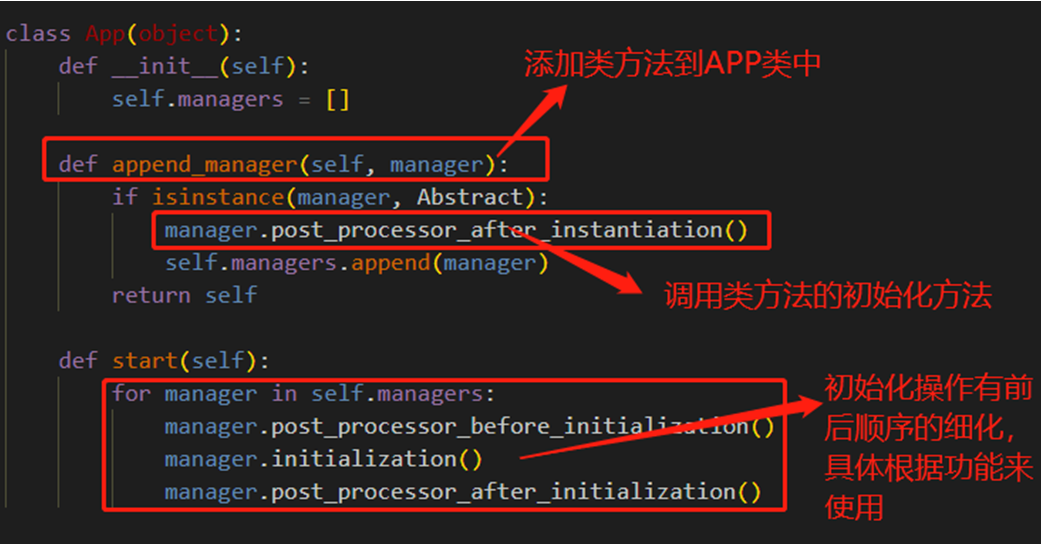 class App(object):
def __init__(self):
添加类方法到APP类中
self.managers = []
def append_manager(self, manager):
if isinstance(manager, Abstract):
manager.post_processor_after_instantiation()
self.managers.append(manager)
return self
调用类方法的初始化方法
def start(self):
for manager in self.managers:
manager.post_processor_before_initialization()
manager.initialization()
manager.post_processor_after_initialization()
初始化操作有前
后顺序的细化，
具体根据功能来
使用